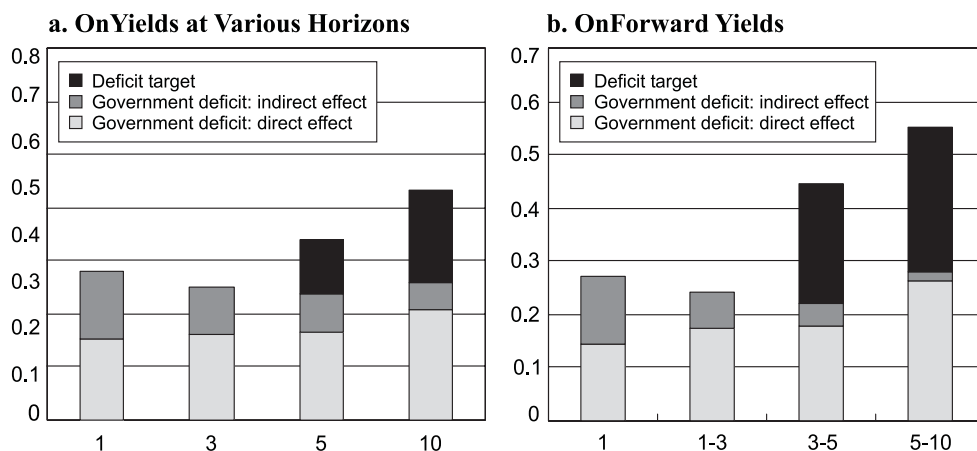 a. OnYields at Various Horizons
0.8
0.7
0.6
0.5
0.4
0.3
0.2
0.1
0
Deficit target
Government deficit: indirect effect
Government deficit: direct effect
1 3 5 10
b. OnForward Yields
0.7
0.6
0.5
0.4
0.3
0.2
0.1
0
Deficit target
Government deficit: indirect effect
Government deficit: direct effect
1 1-3 3-5 5-10